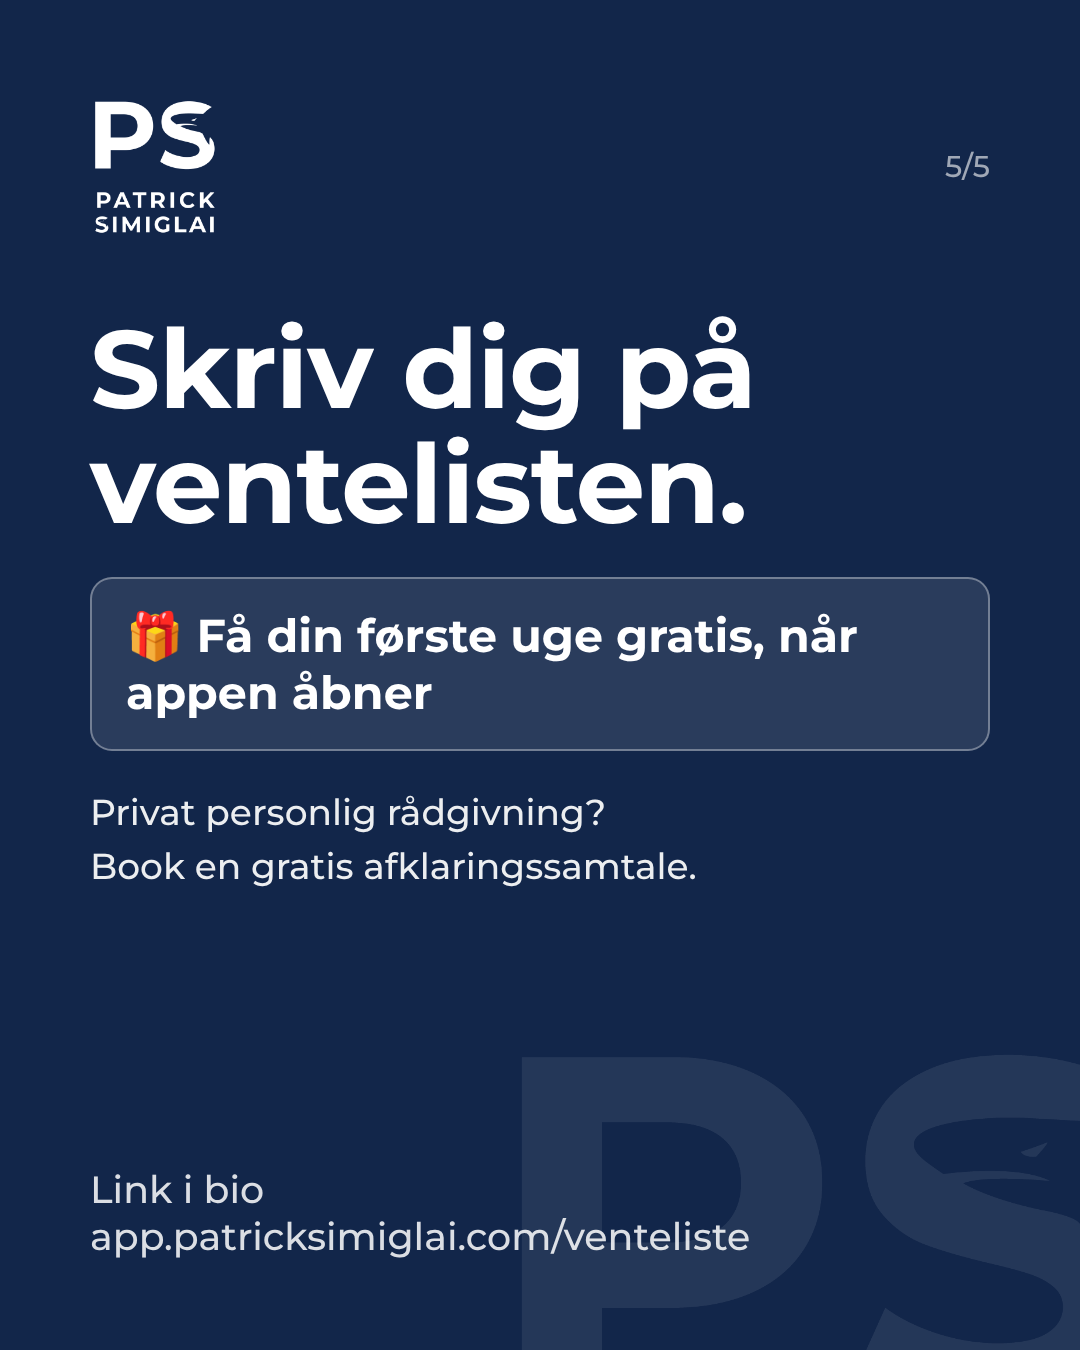 PS
PATRICK
SIMIGLAI
5/5
Skriv dig på
ventelisten.
🎁 Få din første uge gratis, når
appen åbner
Privat personlig rådgivning?
Book en gratis afklaringssamtale.
Link i bio
app.patricksimiglai.com/venteliste
PS